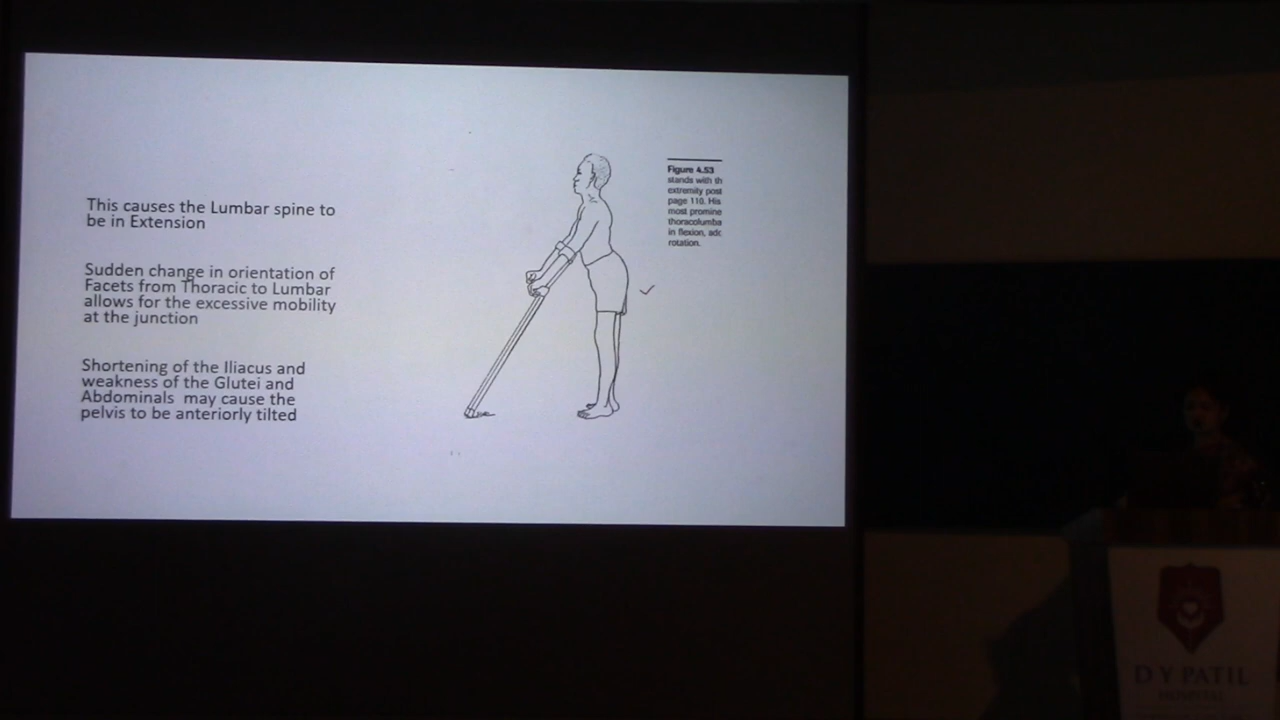 This causes the Lumbar spine to
be in Extension
Sudden change in orientation of
Facets from Thoracic to Lumbar
allows for the excessive mobility
at the junction
Shortening of the Iliacus and
weakness of the Glutei and
Abdominals may cause the
pelvis to be anteriorly tilted
Figure 4.53
stands with th
extremity post
page 110. His
most promine
thoracolumba
in flexion, adc
rotation.
D Y PATIL
HOSPITAL